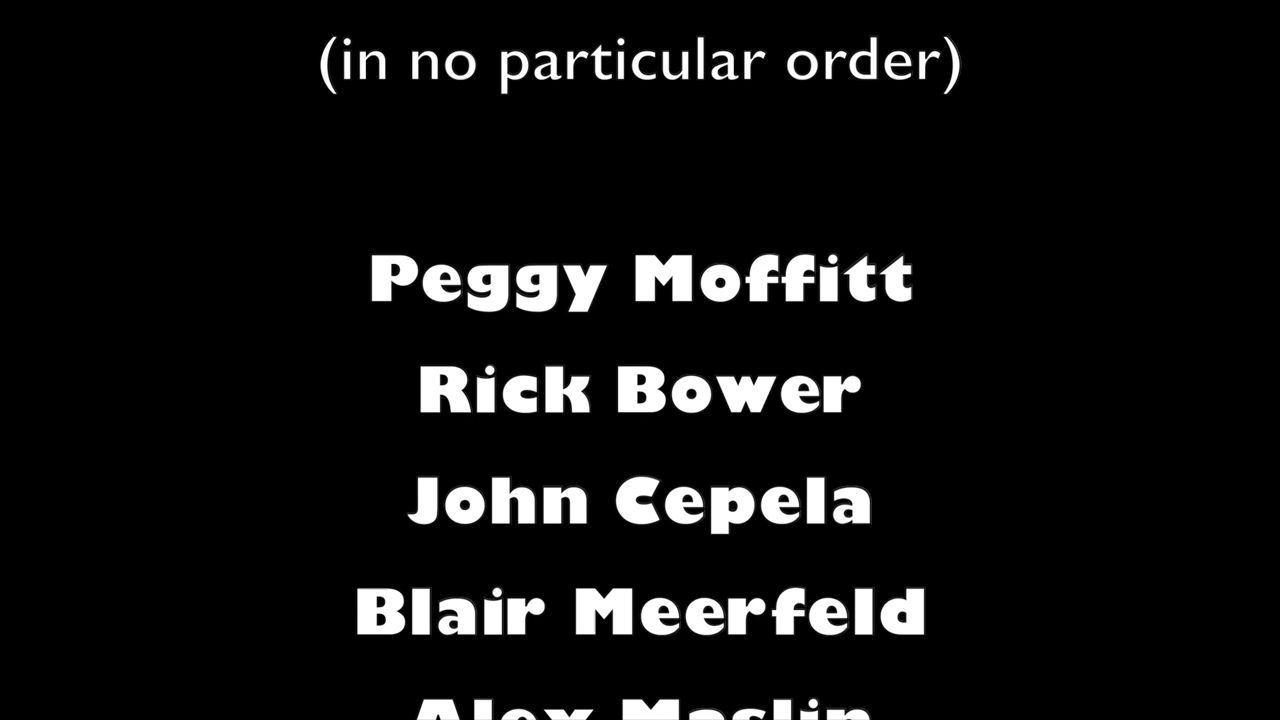 (in no particular order)
Peggy Moffitt
Rick Bower
John Cepela
Blair Meerfeld
Alex Maslin